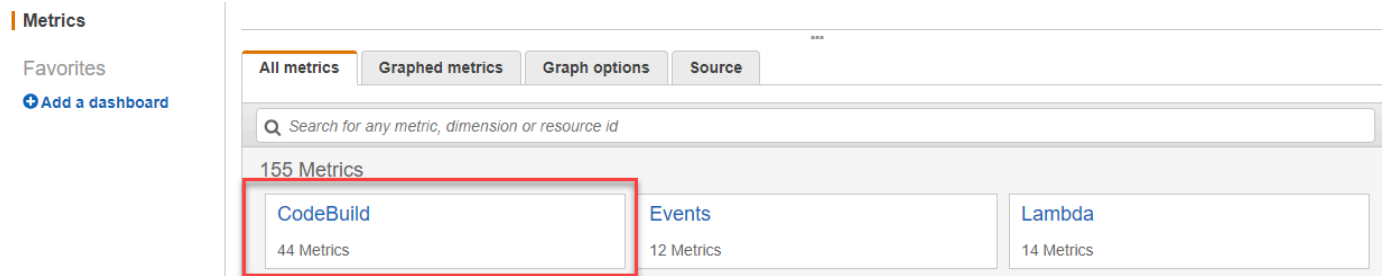 Metrics
Favorites
Add a dashboard
All metrics Graphed metrics Graph options Source
Search for any metric, dimension or resource id
155 Metrics
CodeBuild Events Lambda
44 Metrics 12 Metrics 14 Metrics